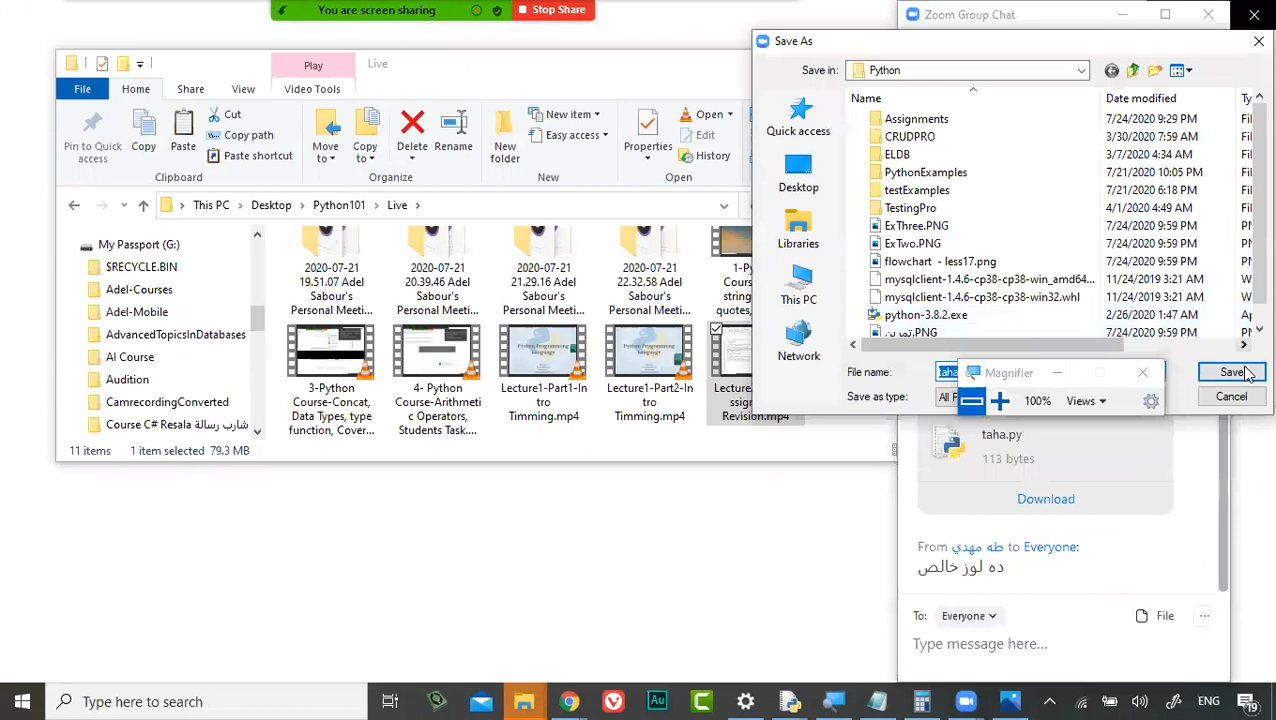 You are screen sharing
Stop Share
Play
Live
File
Home
Share
View
Video Tools
Pin to Quick access
Copy
Paste
Cut
Copy path
Paste shortcut
Clipboard
Move to
Copy to
Delete
Rename
Organize
New folder
New item
Easy access
New
Properties
Open
Edit
History
Open
This PC
Desktop
Python101
Live
My Passport (G:)
$RECYCLE.BIN
Adel-Courses
Adel-Mobile
AdvancedTopicsInDatabases
AI Course
Audition
CamrecordingConverted
Course C# Resala شارب رسالة
2020-07-21
19.51.07 Adel
Sabour's
Personal Meeti...
2020-07-21
20.39.46 Adel
Sabour's
Personal Meeti...
2020-07-21
21.29.16 Adel
Sabour's
Personal Meeti...
2020-07-21
22.32.58 Adel
Sabour's
Personal Meeti...
3-Python
Course-Concat,
Data Types, type
function, Cover...
4- Python
Course-Arithmeti
c Operators,
Students Task....
Lecture1-Part1-In
tro
Timming.mp4
Lecture1-Part2-In
tro
Timming.mp4
Revision.mp4
11 items
1 item selected 79.3 MB
Zoom Group Chat
Save As
Save in:
Python
Quick access
Desktop
Libraries
This PC
Network
Name
Date modified
Ty
Assignments
7/24/2020 9:29 PM
Fil
CRUDPRO
3/30/2020 7:59 AM
Fil
ELDB
3/7/2020 4:34 AM
Fil
PythonExamples
7/21/2020 10:05 PM
Fil
testExamples
7/21/2020 6:18 PM
Fil
TestingPro
4/1/2020 4:49 AM
Fil
ExThree.PNG
7/24/2020 9:59 PM
PN
ExTwo.PNG
7/24/2020 9:59 PM
PN
flowchart - less17.png
7/24/2020 9:59 PM
PN
mysqlclient-1.4.6-cp38-cp38-win_amd64...
11/24/2019 3:21 AM
W
mysqlclient-1.4.6-cp38-cp38-win32.whl
11/24/2019 3:21 AM
W
python-3.8.2.exe
2/26/2020 1:47 AM
Ap
7/24/2020 9:59 PM
File name:
taha
Save
Save as type:
All F
Cancel
Magnifier
100%
Views
taha.py
113 bytes
Download
From طه مهدي to Everyone:
ده لوز خالص
To:
Everyone
File
Type message here...
Type here to search
Au
ENG
19